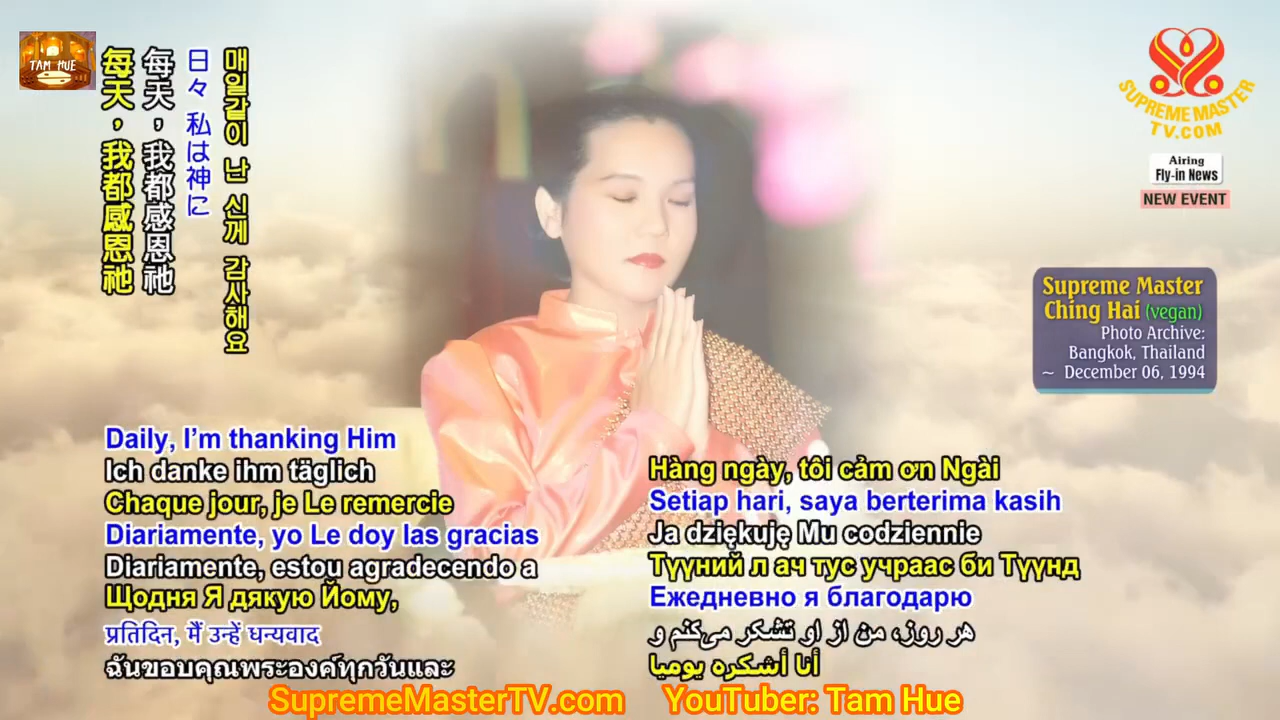 TAM HUE
每天，我都感恩祂
每天，我都感恩祂
日々 私は神に
매일같이 난 신께 감사해요
SUPREME MASTER
TV.COM
Airing
Fly-in News
NEW EVENT
Supreme Master
Ching Hai (vegan)
Photo Archive:
Bangkok, Thailand
~ December 06, 1994
Daily, I’m thanking Him
Ich danke ihm täglich
Chaque jour, je Le remercie
Diariamente, yo Le doy las gracias
Diariamente, estou agradecendo a
Щодня Я дякую Йому,
प्रतिदिन, मैं उन्हें धन्यवाद
ฉันขอบคุณพระองค์ทุกวันและ
Hàng ngày, tôi cảm ơn Ngài
Setiap hari, saya berterima kasih
Ja dziękuję Mu codziennie
Түүний л ач тус учраас би Түүнд
Ежедневно я благодарю
هر روز، من از او تشکر می‌کنم و
أنا أشكره يوميا
SupremeMasterTV.com YouTuber: Tam Hue